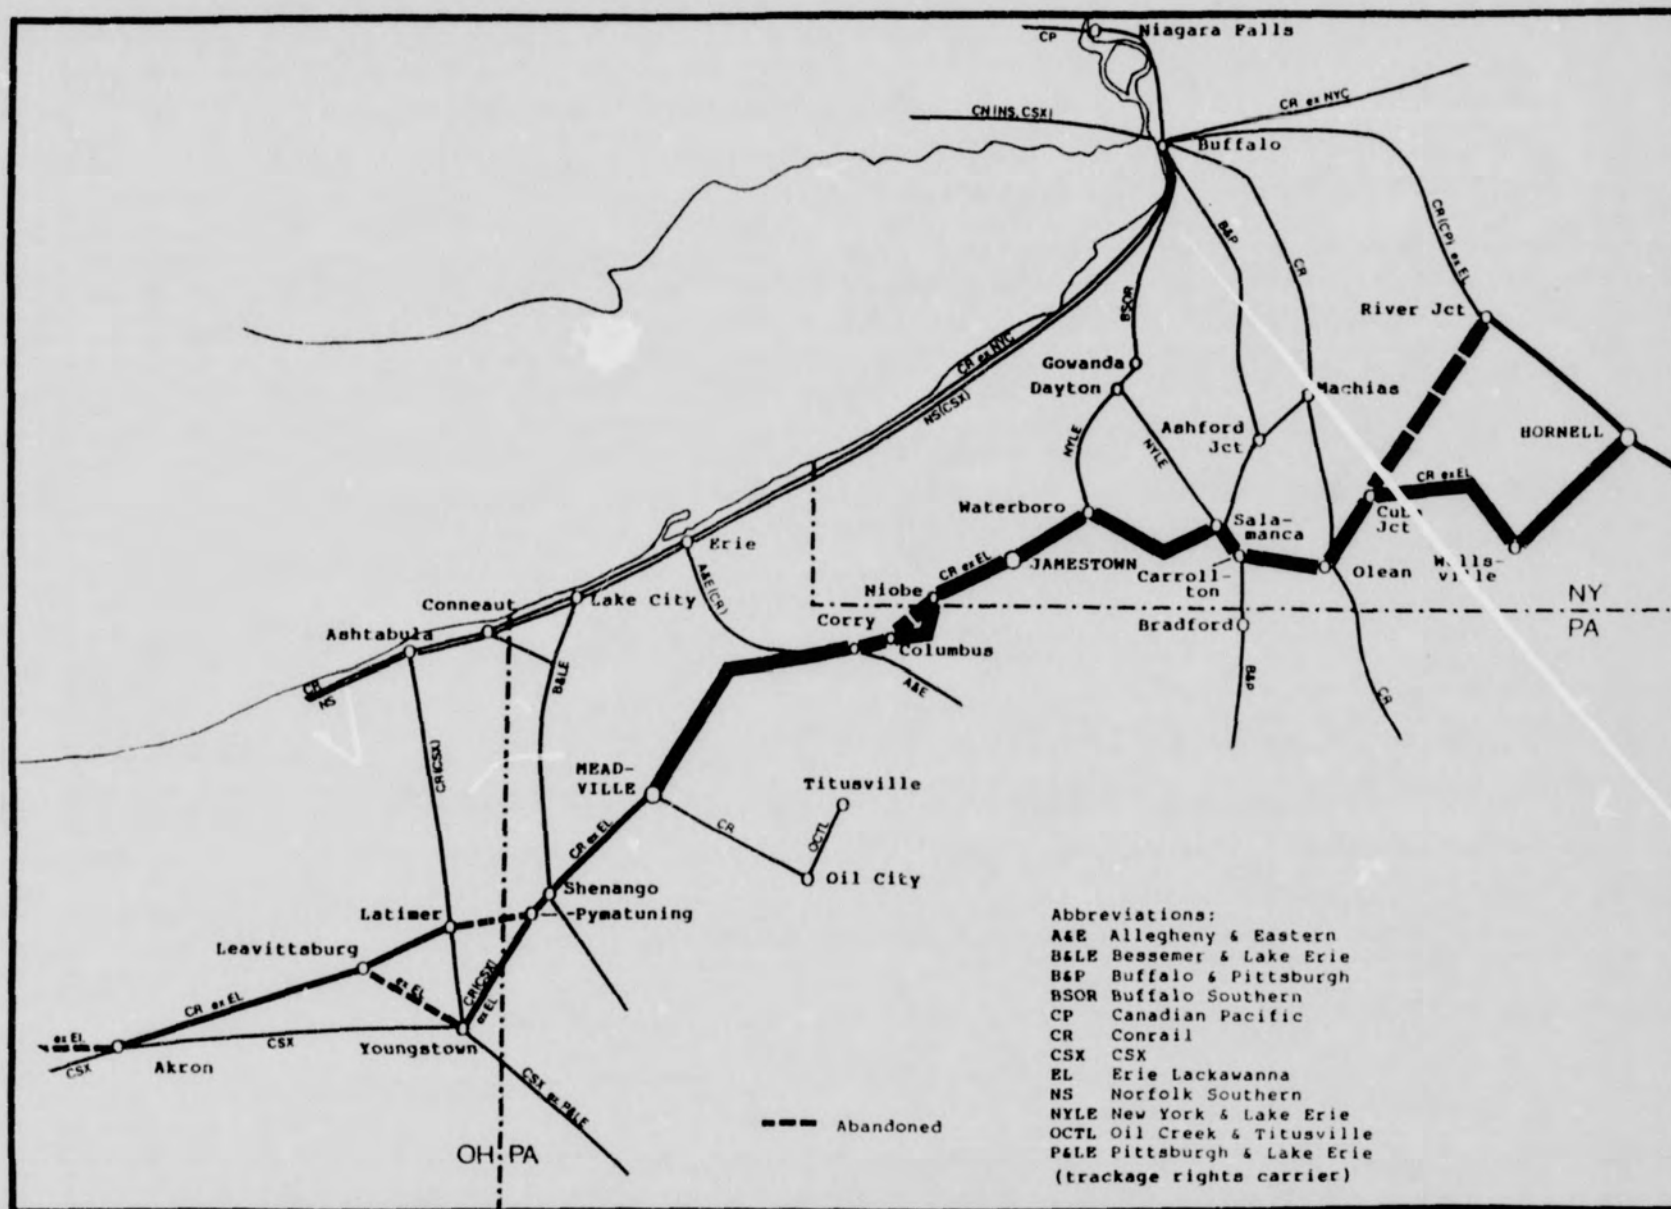 Niagara Falls
CP
CR ex NYC
CN(NS, CSX)
Buffalo
B&P
CR
CR(CP) ex EL
BSOR
River Jct
CR ex NYC
NS(CSX)
Gowanda
Dayton
Machias
Ashford
Jct
HORNELL
NYLE
NYLE
CR ex EL
Waterboro
Sala-
manca
Cuba
Jct
Erie
CR ex EL
JAMESTOWN
Carroll-
ton
Olean
Wells-
ville
A&E(CR)
Niobe
NY
PA
Conneaut
Lake City
Corry
Bradford
Ashtabula
Columbus
B&LE
A&E
B&P
CR
CR
NS
CR(CSX)
MEAD-
VILLE
Titusville
CR
OCTL
CR ex EL
Oil City
Shenango
Latimer
Pymatuning
Leavittsburg
ex EL
CR(CSX)
ex EL
CR ex EL
ex EL
CSX
CSX
Youngstown
Akron
CSX ex P&LE
OH PA
Abandoned
Abbreviations:
A&E Allegheny & Eastern
B&LE Bessemer & Lake Erie
B&P Buffalo & Pittsburgh
BSOR Buffalo Southern
CP Canadian Pacific
CR Conrail
CSX CSX
EL Erie Lackawanna
NS Norfolk Southern
NYLE New York & Lake Erie
OCTL Oil Creek & Titusville
P&LE Pittsburgh & Lake Erie
(trackage rights carrier)